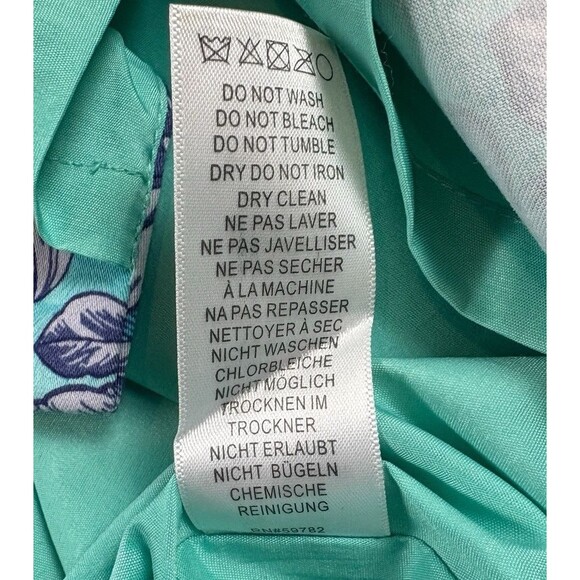 DO NOT WASH
DO NOT BLEACH
DO NOT TUMBLE
DRY DO NOT IRON
DRY CLEAN
NE PAS LAVER
NE PAS JAVELLISER
NE PAS SECHER
À LA MACHINE
NA PAS REPASSER
NETTOYER À SEC
NICHT WASCHEN
CHLORBLEICHE
NICHT MÖGLICH
TROCKNEN IM
TROCKNER
NICHT ERLAUBT
NICHT BÜGELN
CHEMISCHE
REINIGUNG
RN#59782